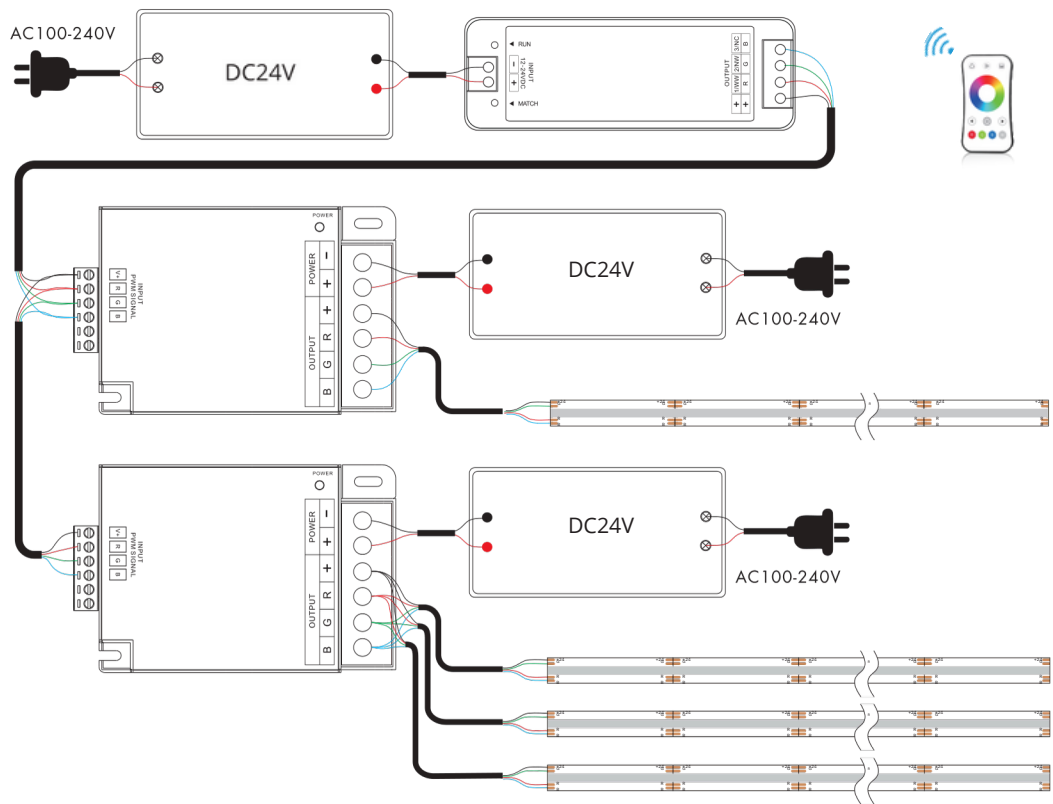 AC100-240V
DC24V
RUN
MATCH
INPUT
12-24VDC
− +
OUTPUT
+ 1/WW 2/NW 3/NC
+ R G B
POWER
INPUT
PWM SIGNAL
V+
R
G
B
POWER
− +
OUTPUT
+ R G B
DC24V
AC100-240V
POWER
INPUT
PWM SIGNAL
V+
R
G
B
POWER
− +
OUTPUT
+ R G B
DC24V
AC100-240V